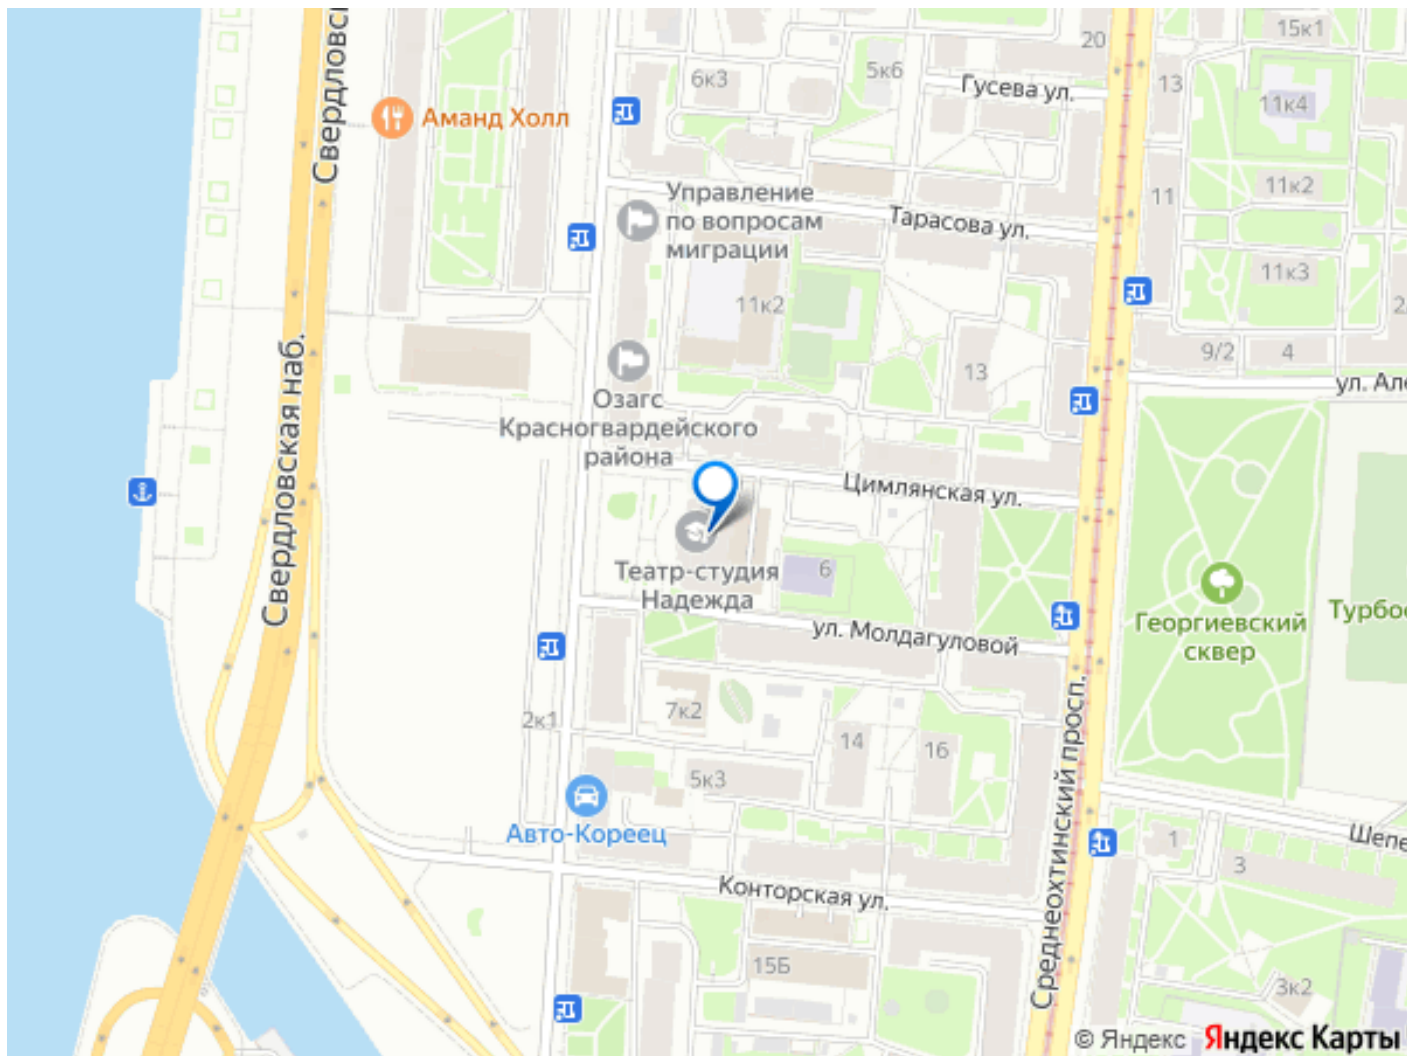 Свердловск
20
15к1
6к3
5к6
13
Гусева ул.
11к4
Аманд Холл
Управление
по вопросам
миграции
11
11к2
Тарасова ул.
11к3
11к2
2
Свердловская наб.
9/2
4
13
ул. Але
Озагс
Красногвардейского
района
Цимлянская ул.
Театр-студия
Надежда
6
Георгиевский
сквер
Турбо
ул. Молдагуловой
2к1
7к2
14
16
5к3
Среднеохтинский просп.
Авто-Кореец
1
Шепе
3
Конторская ул.
15Б
3к2
© Яндекс Яндекс Карты